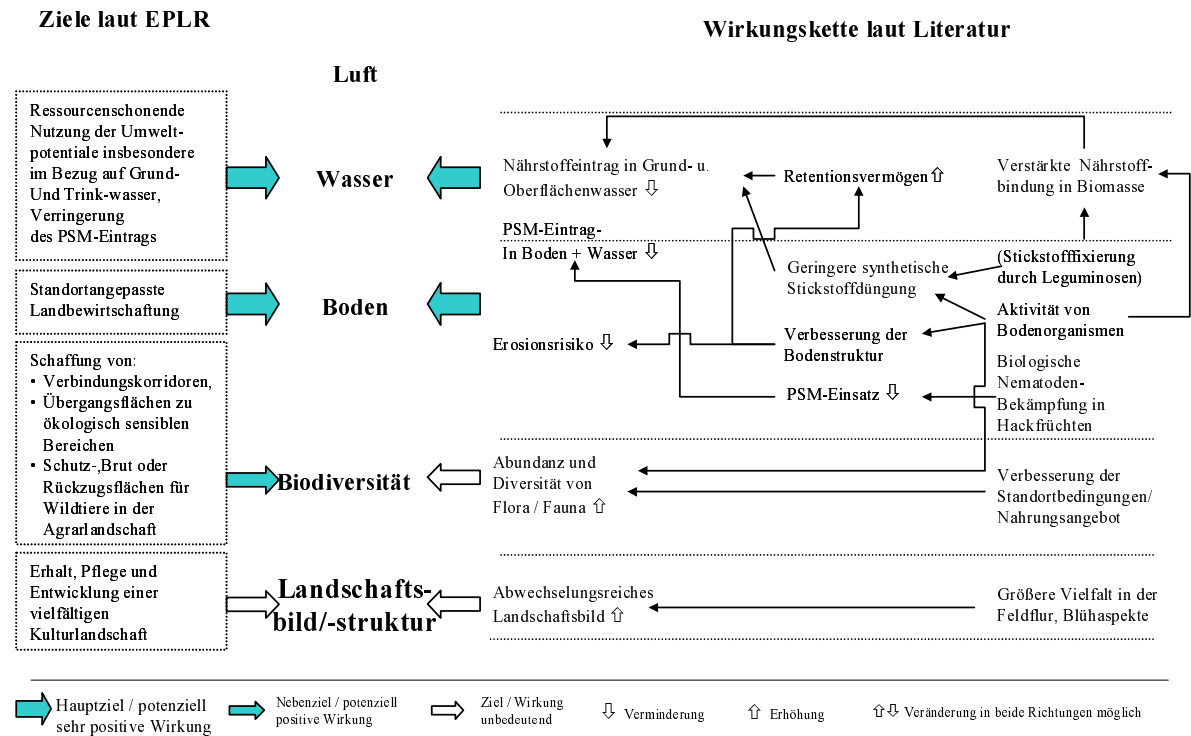 Ziele laut EPLR
Wirkungskette laut Literatur
Luft
Ressourcenschonende
Nutzung der Umwelt-
potentiale insbesondere
im Bezug auf Grund-
Und Trink-wasser,
Verringerung
des PSM-Eintrags
Wasser
Nährstoffeintrag in Grund- u.
Oberflächenwasser ⇩
Retentionsvermögen⇧
Verstärkte Nährstoff-
bindung in Biomasse
PSM-Eintrag-
In Boden + Wasser ⇩
Standortangepasste
Landbewirtschaftung
Boden
Geringere synthetische
Stickstoffdüngung
(Stickstofffixierung
durch Leguminosen)
Aktivität von
Bodenorganismen
Erosionsrisiko ⇩
Verbesserung der
Bodenstruktur
PSM-Einsatz ⇩
Biologische
Nematoden-
Bekämpfung in
Hackfrüchten
Schaffung von:
• Verbindungskorridoren,
• Übergangsflächen zu
ökologisch sensiblen
Bereichen
• Schutz-,Brut oder
Rückzugsflächen für
Wildtiere in der
Agrarlandschaft
Biodiversität
Abundanz und
Diversität von
Flora / Fauna ⇧
Verbesserung der
Standortbedingungen/
Nahrungsangebot
Erhalt, Pflege und
Entwicklung einer
vielfältigen
Kulturlandschaft
Landschafts-
bild/-struktur
Abwechselungsreiches
Landschaftsbild ⇧
Größere Vielfalt in der
Feldflur, Blühaspekte
Hauptziel / potenziell
sehr positive Wirkung
Nebenziel / potenziell
positive Wirkung
Ziel / Wirkung
unbedeutend
⇩ Verminderung
⇧ Erhöhung
⇧⇩ Veränderung in beide Richtungen möglich